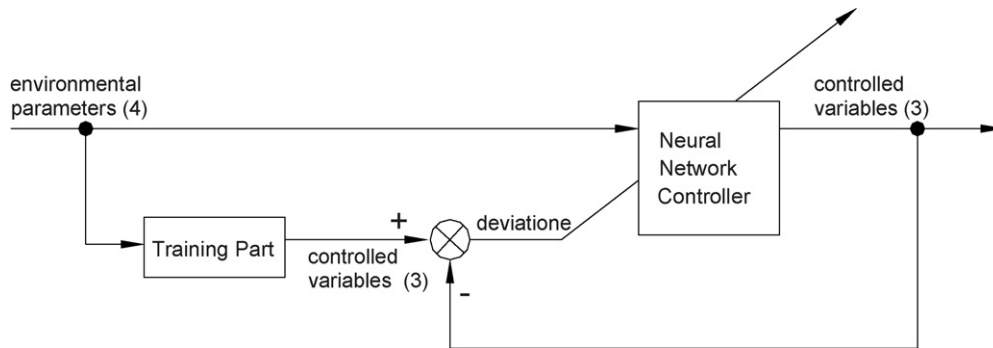 environmental
parameters (4)
controlled
variables (3)
Neural
Network
Controller
+
deviatione
Training Part
controlled
variables (3)
-